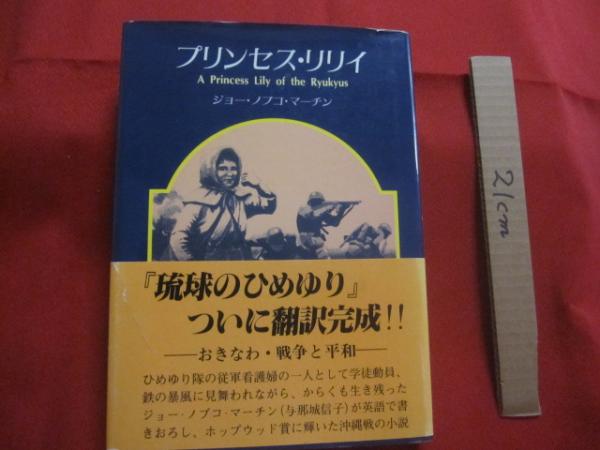 プリンセス・リリイ
A Princess Lily of the Ryukyus
ジョー・ノブコ・マーチン
『琉球のひめゆり』
ついに翻訳完成!!
──おきなわ・戦争と平和──
ひめゆり隊の従軍看護婦の一人として学徒動員、
鉄の暴風に見舞われながら、からくも生き残った
ジョー・ノブコ・マーチン(与那城信子)が英語で書
きおろし、ホップウッド賞に輝いた沖縄戦の小説
21cm